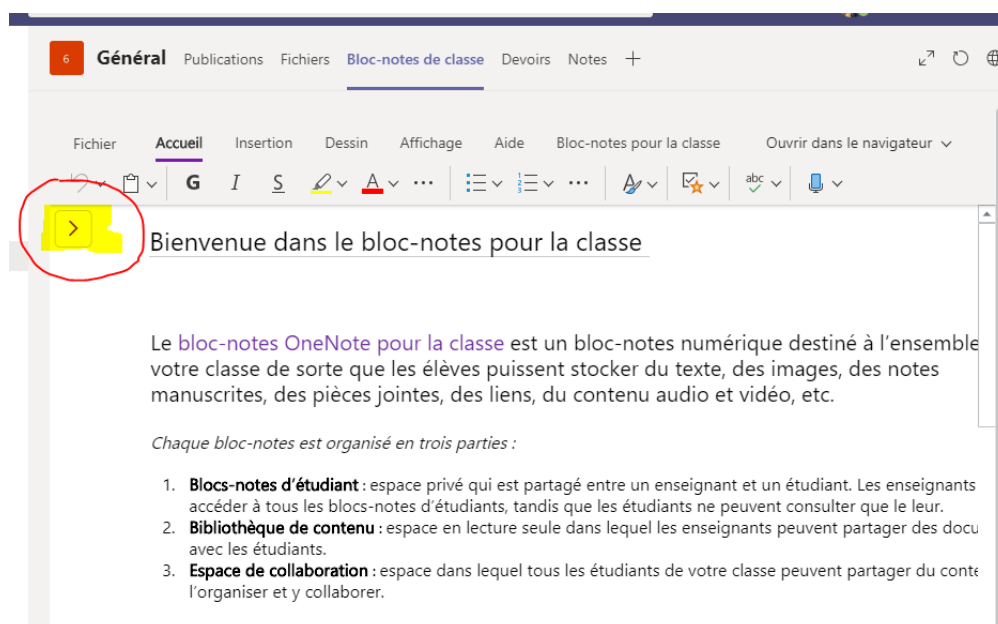 6 Général Publications Fichiers Bloc-notes de classe Devoirs Notes
Fichier Accueil Insertion Dessin Affichage Aide Bloc-notes pour la classe Ouvrir dans le navigateur
G I S A abc
Bienvenue dans le bloc-notes pour la classe
Le bloc-notes OneNote pour la classe est un bloc-notes numérique destiné à l'ensemble
votre classe de sorte que les élèves puissent stocker du texte, des images, des notes
manuscrites, des pièces jointes, des liens, du contenu audio et vidéo, etc.
Chaque bloc-notes est organisé en trois parties :
1. Blocs-notes d'étudiant : espace privé qui est partagé entre un enseignant et un étudiant. Les enseignants
accéder à tous les blocs-notes d'étudiants, tandis que les étudiants ne peuvent consulter que le leur.
2. Bibliothèque de contenu : espace en lecture seule dans lequel les enseignants peuvent partager des docu
avec les étudiants.
3. Espace de collaboration : espace dans lequel tous les étudiants de votre classe peuvent partager du conte
l'organiser et y collaborer.